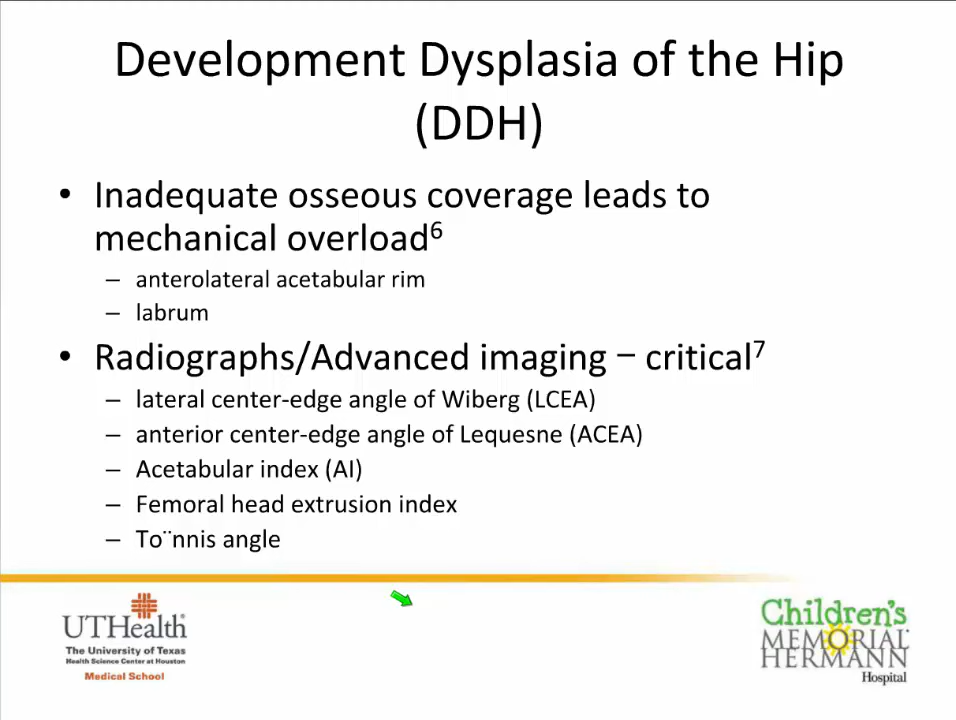 Development Dysplasia of the Hip
(DDH)
• Inadequate osseous coverage leads to
mechanical overload⁶
– anterolateral acetabular rim
– labrum
• Radiographs/Advanced imaging – critical⁷
– lateral center-edge angle of Wiberg (LCEA)
– anterior center-edge angle of Lequesne (ACEA)
– Acetabular index (AI)
– Femoral head extrusion index
– To¨nnis angle
UTHealth
The University of Texas
Health Science Center at Houston
Medical School
Children's
MEMORIAL
HERMANN
Hospital